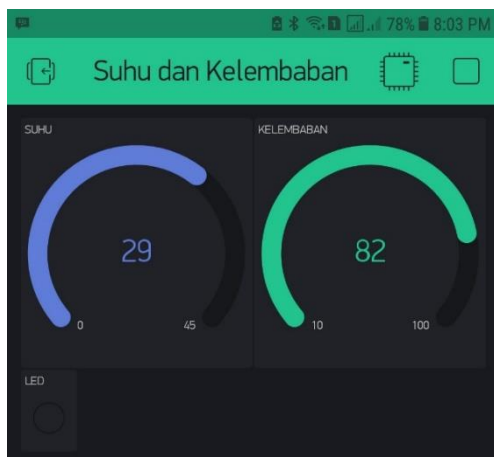 78% 8:03 PM
Suhu dan Kelembaban
SUHU
29
0 45
KELEMBABAN
82
10 100
LED